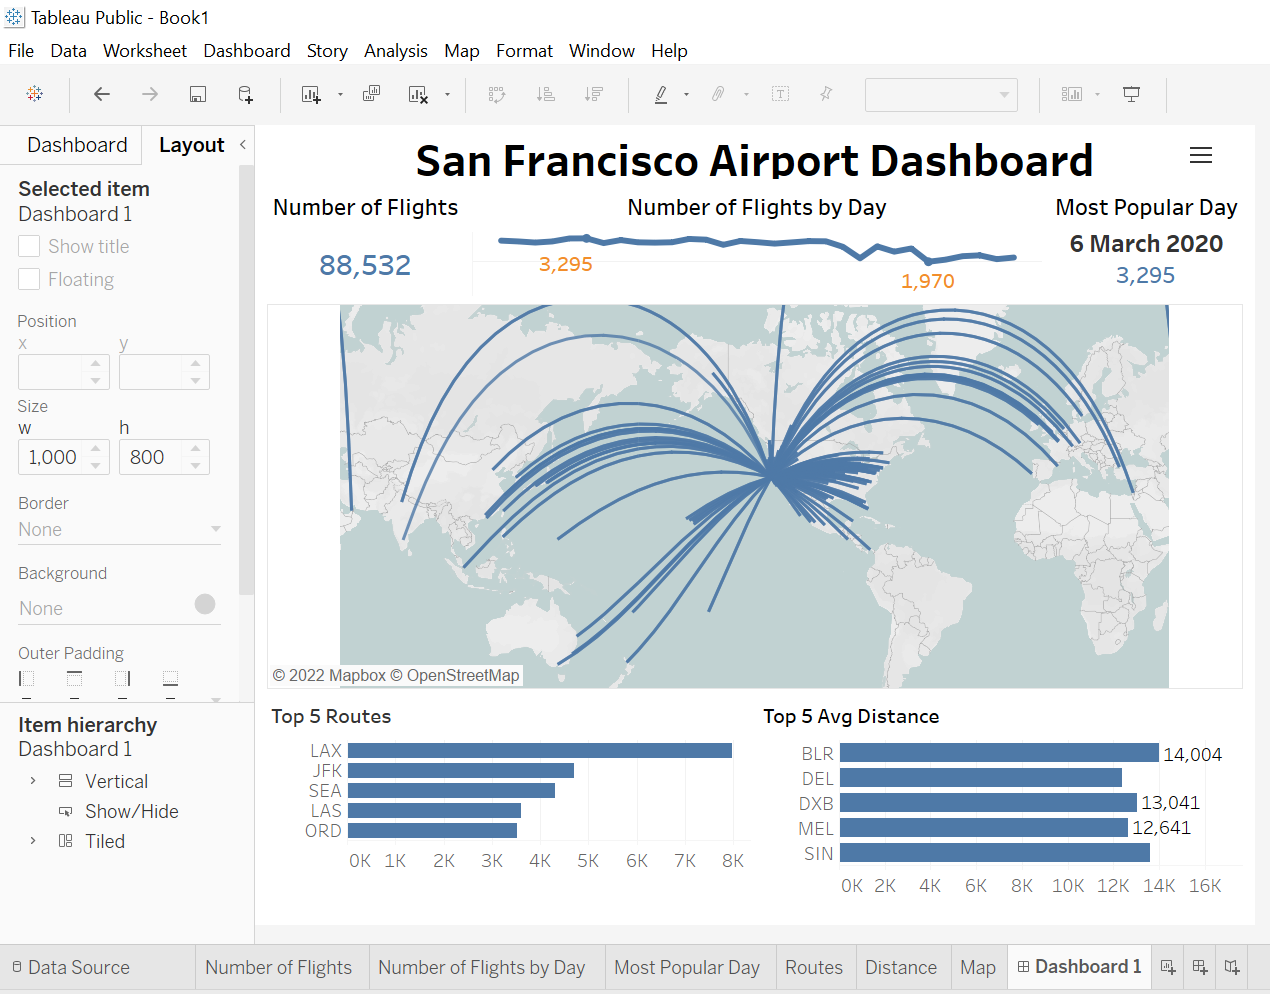 Tableau Public - Book1
File Data Worksheet Dashboard Story Analysis Map Format Window Help
Dashboard Layout
Selected item
Dashboard 1
Show title
Floating
Position
x y
Size
w h
1,000 800
Border
None
Background
None
Outer Padding
Item hierarchy
Dashboard 1
Vertical
Show/Hide
Tiled
San Francisco Airport Dashboard
Number of Flights Number of Flights by Day Most Popular Day
88,532
3,295
1,970
6 March 2020
3,295
© 2022 Mapbox © OpenStreetMap
Top 5 Routes
LAX
JFK
SEA
LAS
ORD
0K 1K 2K 3K 4K 5K 6K 7K 8K
Top 5 Avg Distance
BLR 14,004
DEL
DXB 13,041
MEL 12,641
SIN
0K 2K 4K 6K 8K 10K 12K 14K 16K
Data Source Number of Flights Number of Flights by Day Most Popular Day Routes Distance Map Dashboard 1